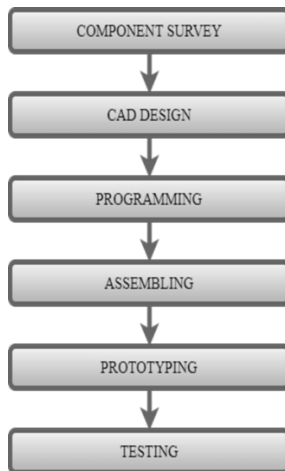 COMPONENT SURVEY
CAD DESIGN
PROGRAMMING
ASSEMBLING
PROTOTYPING
TESTING